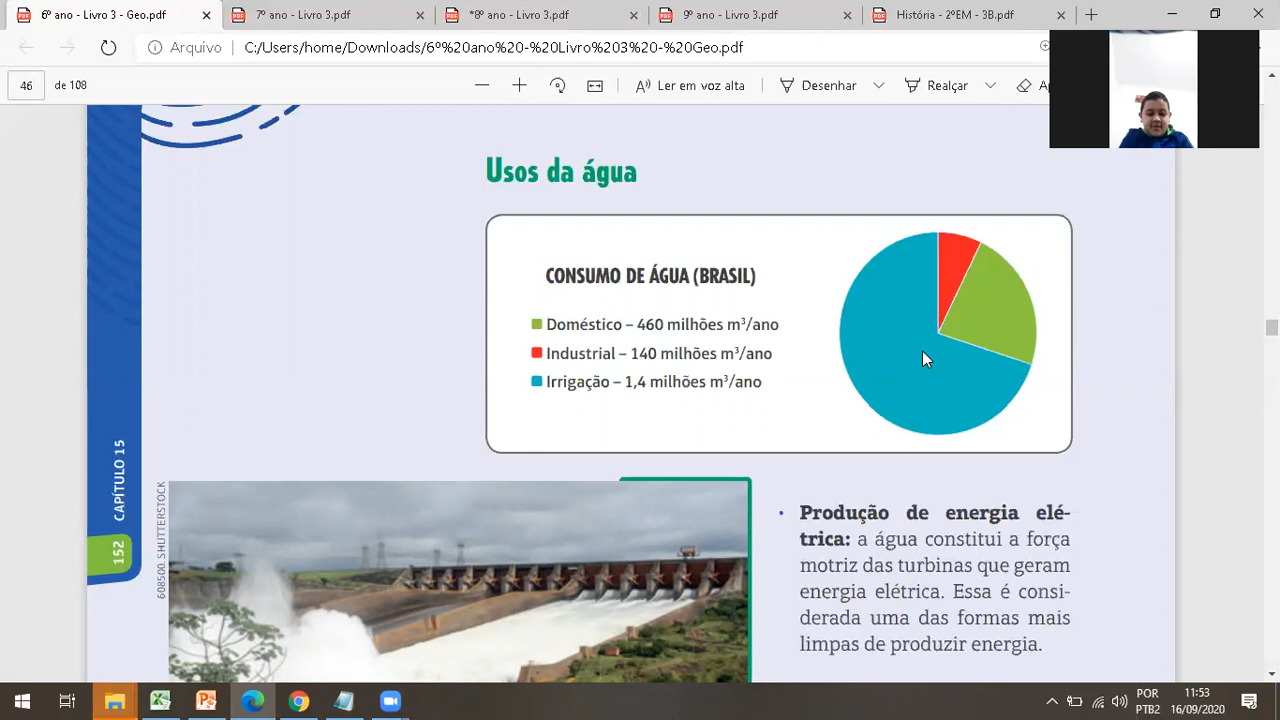 6º ano - Livro 3 - Geo.pdf
7º ano - Livro 3.pdf
*8º ano - Livro 3.pdf
9º ano - Livro 3.pdf
História - 2ºEM - 3B.pdf
Arquivo
C:/Users/home/Downloads/6º%20ano%20-%20Livro%203%20-%20Geo.pdf
46 de 108
Ler em voz alta
Desenhar
Realçar
Usos da água
CONSUMO DE ÁGUA (BRASIL)
Doméstico – 460 milhões m³/ano
Industrial – 140 milhões m³/ano
Irrigação – 1,4 milhões m³/ano
CAPÍTULO 15
152
608500. SHUTTERSTOCK
• Produção de energia elé-
trica: a água constitui a força
motriz das turbinas que geram
energia elétrica. Essa é consi-
derada uma das formas mais
limpas de produzir energia.
POR
PTB2
11:53
16/09/2020